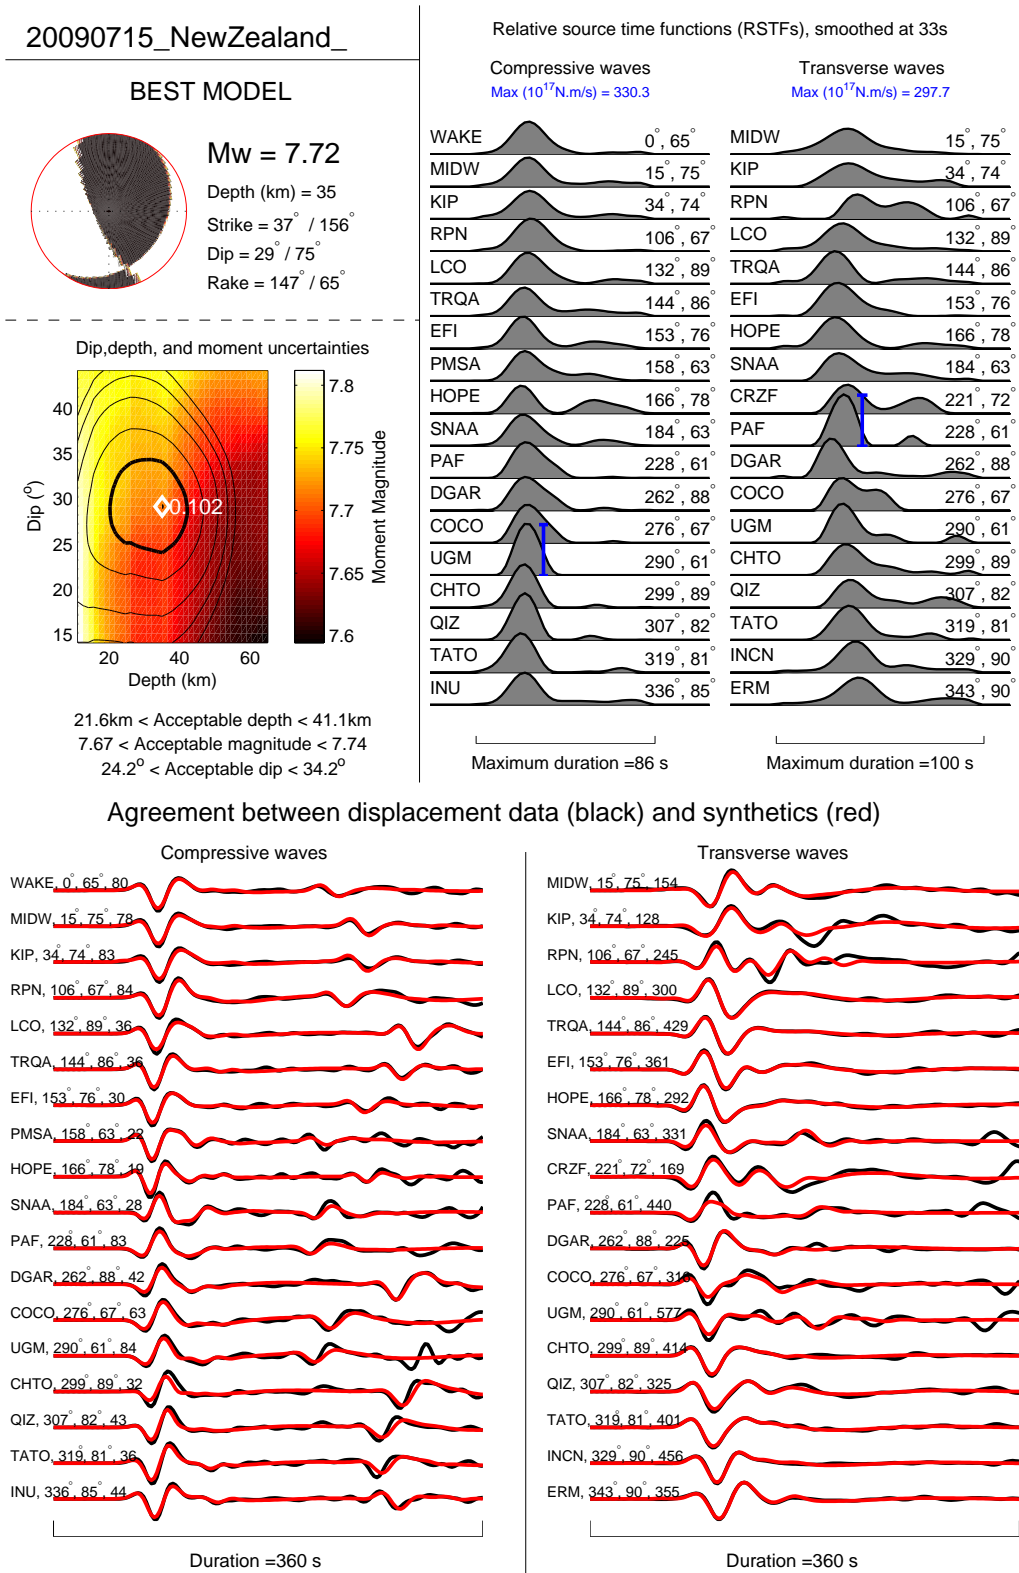 20090715_NewZealand_
BEST MODEL
Mw = 7.72
Depth (km) = 35
Strike = 37° / 156°
Dip = 29° / 75°
Rake = 147° / 65°
Dip,depth, and moment uncertainties
40
35
30
25
20
15
Dip (°)
0.102
20 40 60
Depth (km)
7.8
7.75
7.7
7.65
7.6
Moment Magnitude
21.6km < Acceptable depth < 41.1km
7.67 < Acceptable magnitude < 7.74
24.2° < Acceptable dip < 34.2°
Relative source time functions (RSTFs), smoothed at 33s
Compressive waves
Max (10^17N.m/s) = 330.3
WAKE 0°, 65°
MIDW 15°, 75°
KIP 34°, 74°
RPN 106°, 67°
LCO 132°, 89°
TRQA 144°, 86°
EFI 153°, 76°
PMSA 158°, 63°
HOPE 166°, 78°
SNAA 184°, 63°
PAF 228°, 61°
DGAR 262°, 88°
COCO 276°, 67°
UGM 290°, 61°
CHTO 299°, 89°
QIZ 307°, 82°
TATO 319°, 81°
INU 336°, 85°
Maximum duration =86 s
Transverse waves
Max (10^17N.m/s) = 297.7
MIDW 15°, 75°
KIP 34°, 74°
RPN 106°, 67°
LCO 132°, 89°
TRQA 144°, 86°
EFI 153°, 76°
HOPE 166°, 78°
SNAA 184°, 63°
CRZF 221°, 72°
PAF 228°, 61°
DGAR 262°, 88°
COCO 276°, 67°
UGM 290°, 61°
CHTO 299°, 89°
QIZ 307°, 82°
TATO 319°, 81°
INCN 329°, 90°
ERM 343°, 90°
Maximum duration =100 s
Agreement between displacement data (black) and synthetics (red)
Compressive waves
WAKE, 0°, 65°, 80
MIDW, 15°, 75°, 78
KIP, 34°, 74°, 83
RPN, 106°, 67°, 84
LCO, 132°, 89°, 36
TRQA, 144°, 86°, 36
EFI, 153°, 76°, 30
PMSA, 158°, 63°, 22
HOPE, 166°, 78°, 19
SNAA, 184°, 63°, 28
PAF, 228°, 61°, 83
DGAR, 262°, 88°, 42
COCO, 276°, 67°, 63
UGM, 290°, 61°, 84
CHTO, 299°, 89°, 32
QIZ, 307°, 82°, 43
TATO, 319°, 81°, 36
INU, 336°, 85°, 44
Duration =360 s
Transverse waves
MIDW, 15°, 75°, 154
KIP, 34°, 74°, 128
RPN, 106°, 67°, 245
LCO, 132°, 89°, 300
TRQA, 144°, 86°, 429
EFI, 153°, 76°, 361
HOPE, 166°, 78°, 292
SNAA, 184°, 63°, 331
CRZF, 221°, 72°, 169
PAF, 228°, 61°, 440
DGAR, 262°, 88°, 225
COCO, 276°, 67°,
UGM, 290°, 61°, 577
CHTO, 299°, 89°, 414
QIZ, 307°, 82°, 325
TATO, 319°, 81°, 401
INCN, 329°, 90°, 456
ERM, 343°, 90°, 355
Duration =360 s